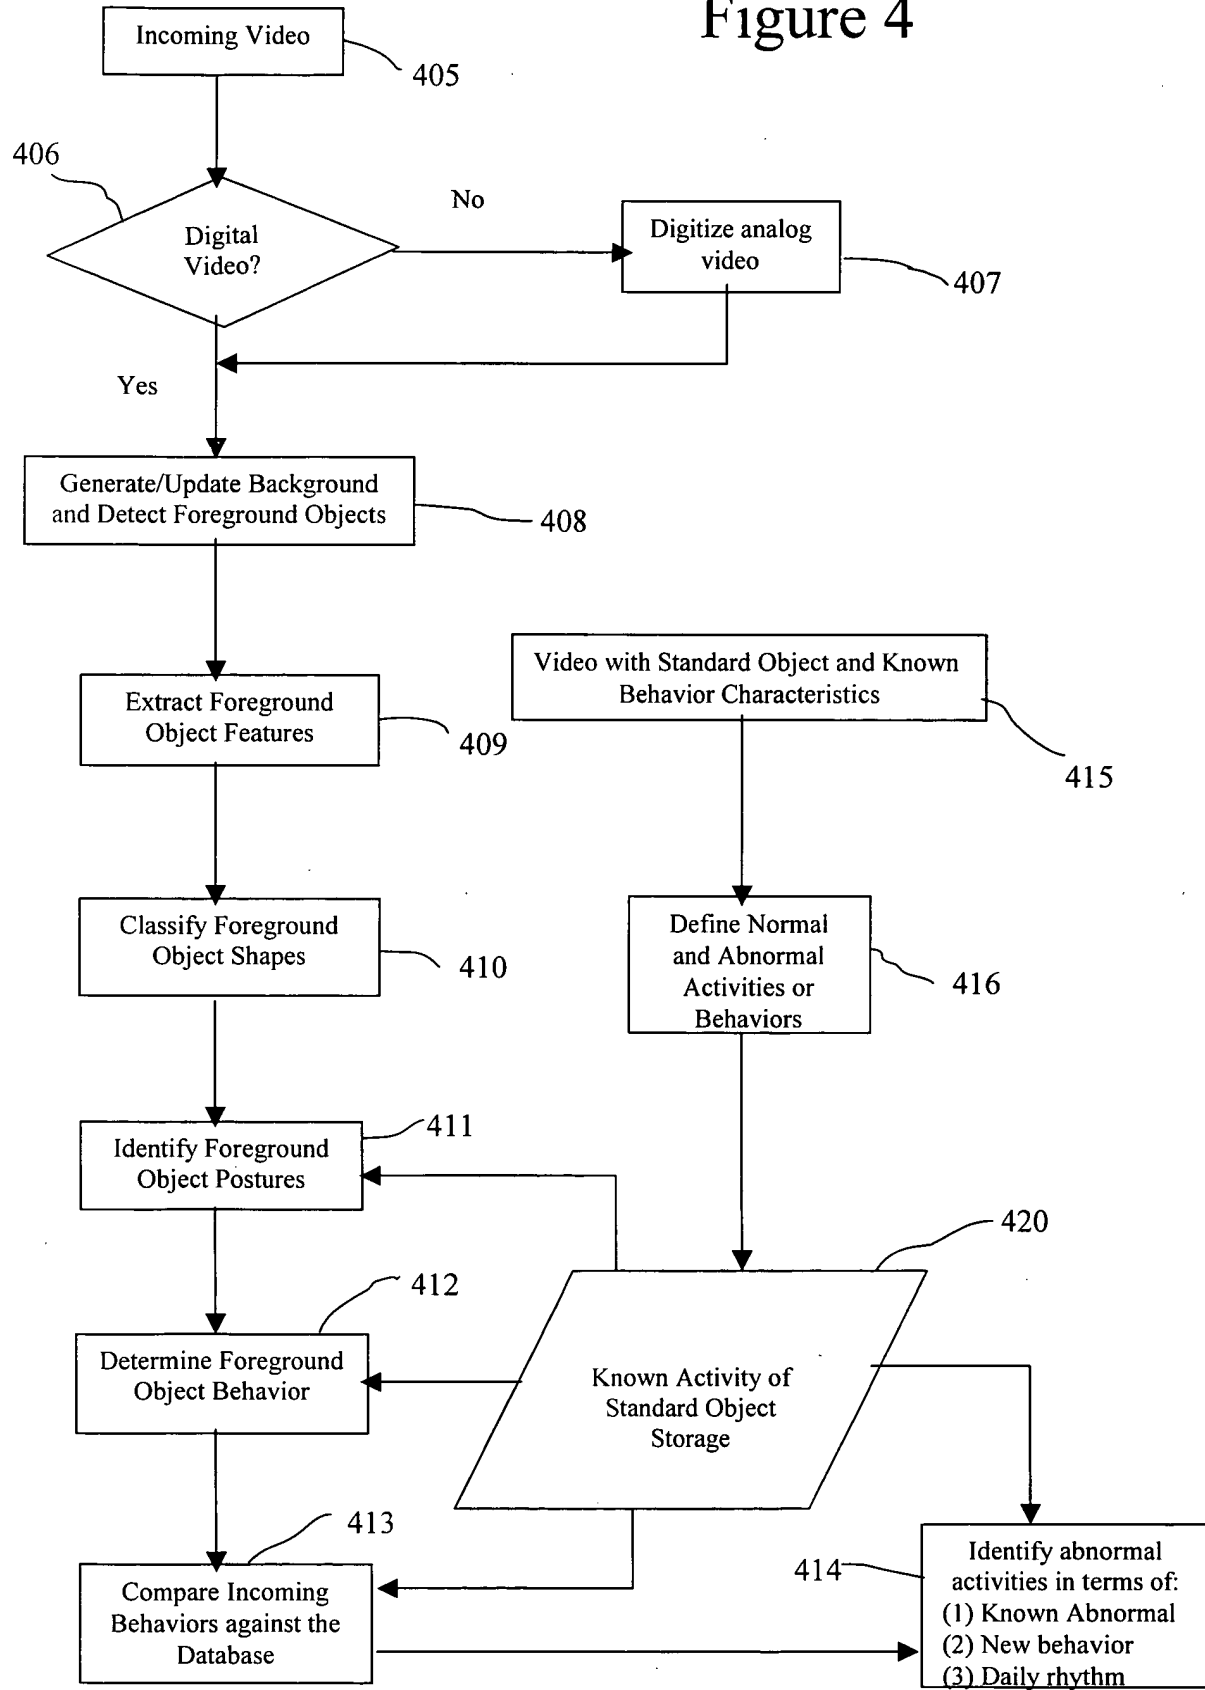 Figure 4
Incoming Video
405
406
Digital
Video?
No
Digitize analog
video
407
Yes
Generate/Update Background
and Detect Foreground Objects
408
Video with Standard Object and Known
Behavior Characteristics
415
Extract Foreground
Object Features
409
Classify Foreground
Object Shapes
410
Define Normal
and Abnormal
Activities or
Behaviors
416
Identify Foreground
Object Postures
411
420
412
Determine Foreground
Object Behavior
Known Activity of
Standard Object
Storage
413
Compare Incoming
Behaviors against the
Database
414
Identify abnormal
activities in terms of:
(1) Known Abnormal
(2) New behavior
(3) Daily rhythm